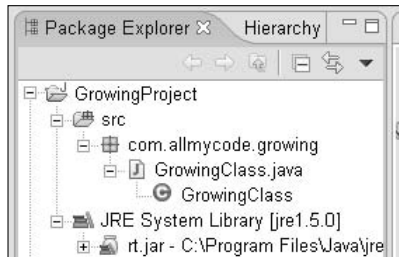 Package Explorer Hierarchy
GrowingProject
src
com.allmycode.growing
GrowingClass.java
GrowingClass
JRE System Library [jre1.5.0]
rt.jar - C:\Program Files\Java\jre